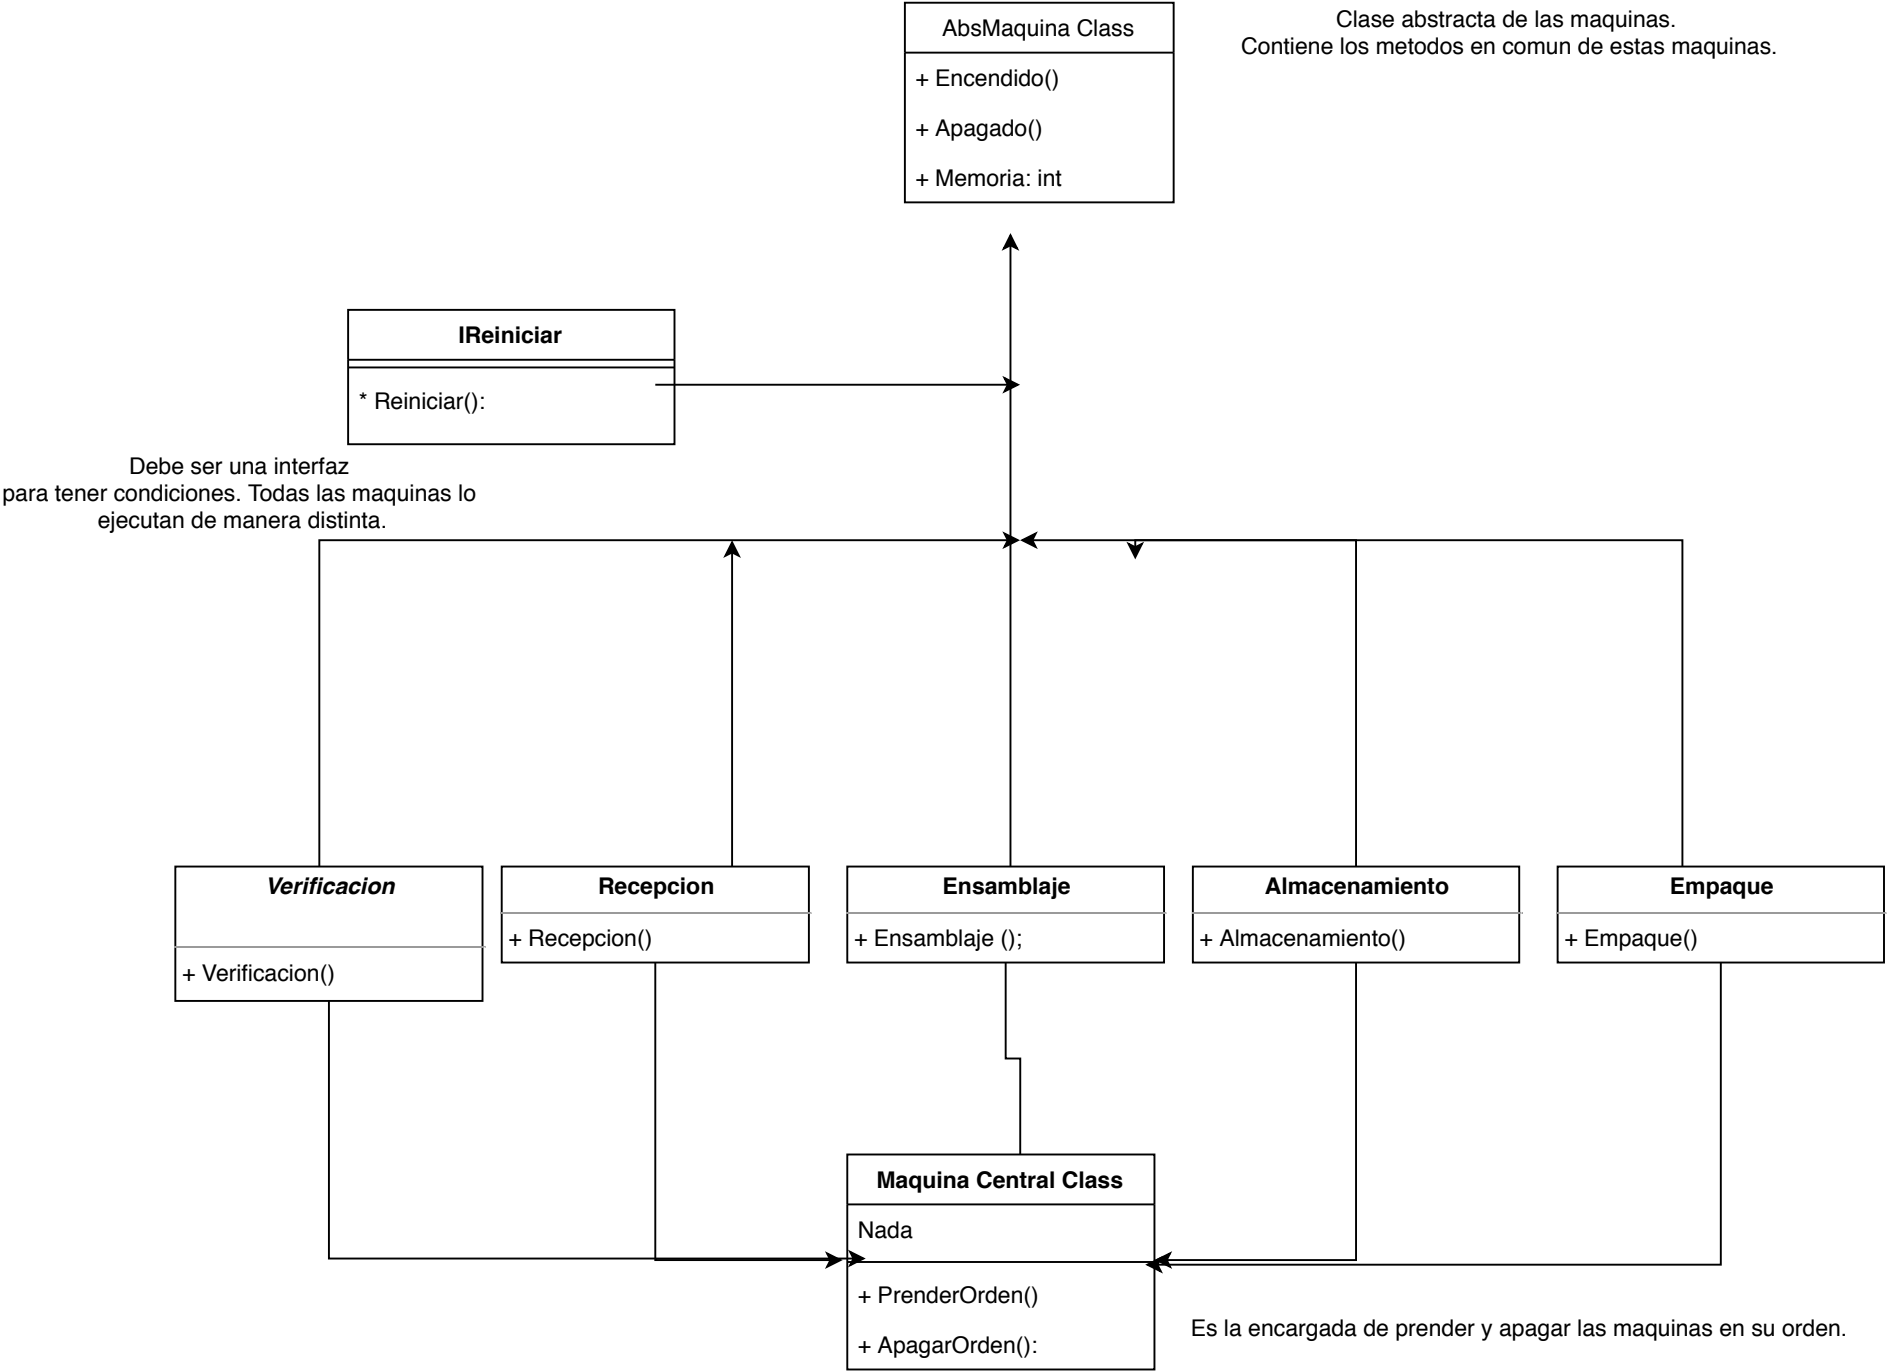 AbsMaquina Class
+ Encendido()
+ Apagado()
+ Memoria: int
Clase abstracta de las maquinas.
Contiene los metodos en comun de estas maquinas.
IReiniciar
* Reiniciar():
Debe ser una interfaz
para tener condiciones. Todas las maquinas lo
ejecutan de manera distinta.
Verificacion
+ Verificacion()
Recepcion
+ Recepcion()
Ensamblaje
+ Ensamblaje ();
Almacenamiento
+ Almacenamiento()
Empaque
+ Empaque()
Maquina Central Class
Nada
+ PrenderOrden()
+ ApagarOrden():
Es la encargada de prender y apagar las maquinas en su orden.